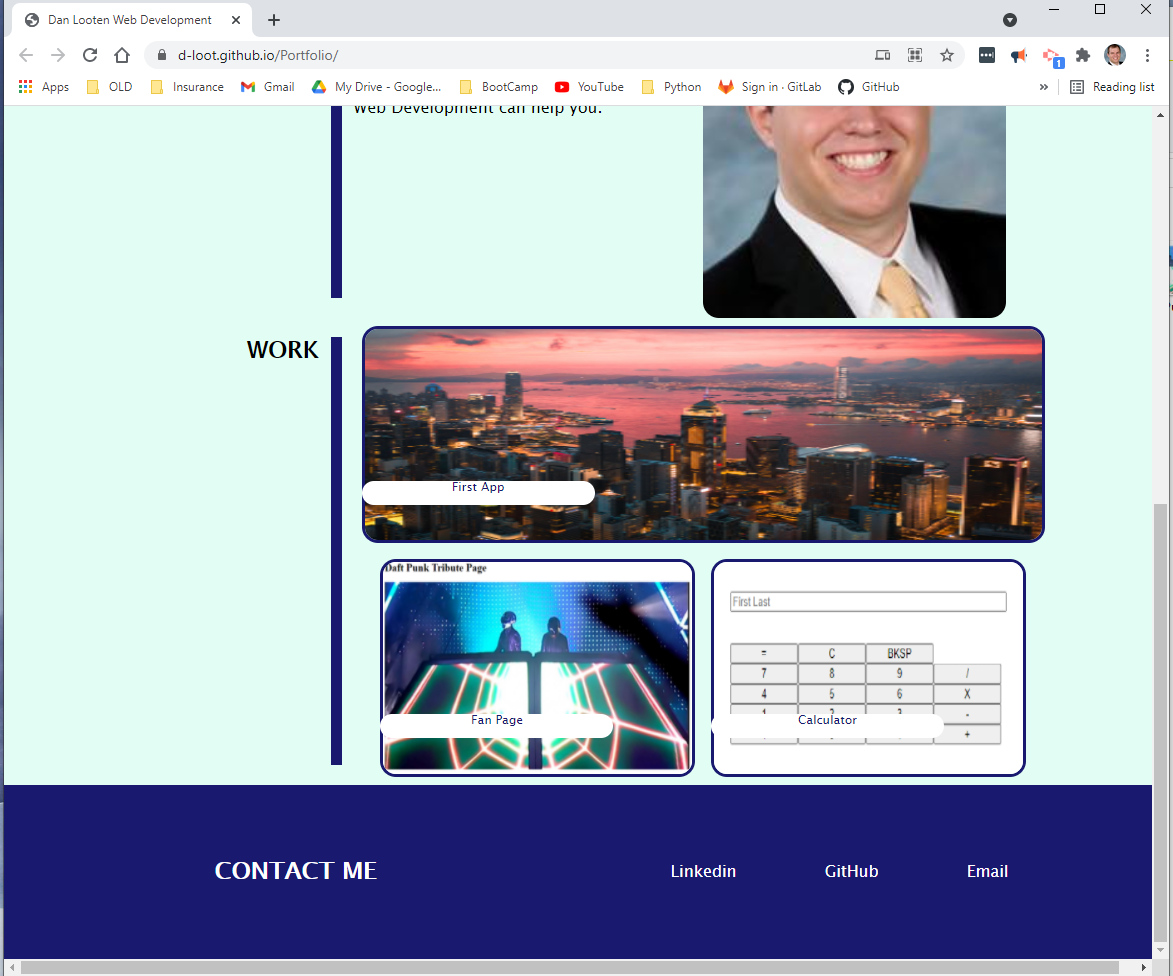 Dan Looten Web Development
d-loot.github.io/Portfolio/
1
Apps OLD Insurance Gmail My Drive - Google... BootCamp YouTube Python Sign in · GitLab GitHub » Reading list
Web Development can help you.
WORK
First App
Daft Punk Tribute Page
Fan Page
First Last
= C BKSP
7 8 9 /
4 5 6 X
-
Calculator
+
CONTACT ME
Linkedin GitHub Email